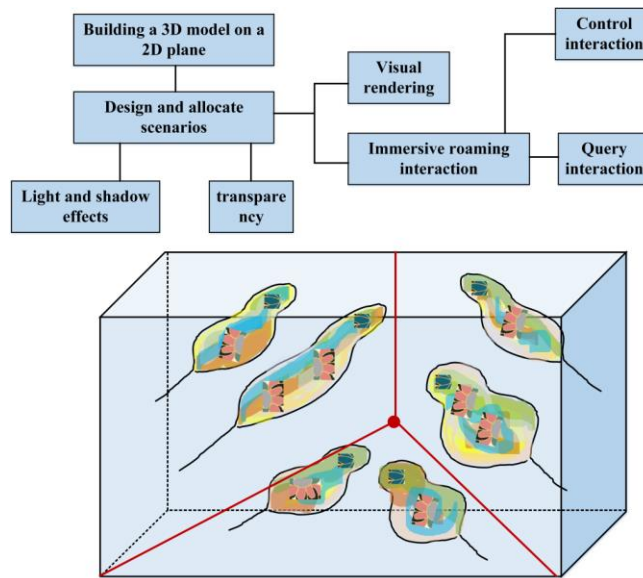 Building a 3D model on a
2D plane
Control
interaction
Visual
rendering
Design and allocate
scenarios
Immersive roaming
interaction
Query
interaction
Light and shadow
effects
transpare
ncy